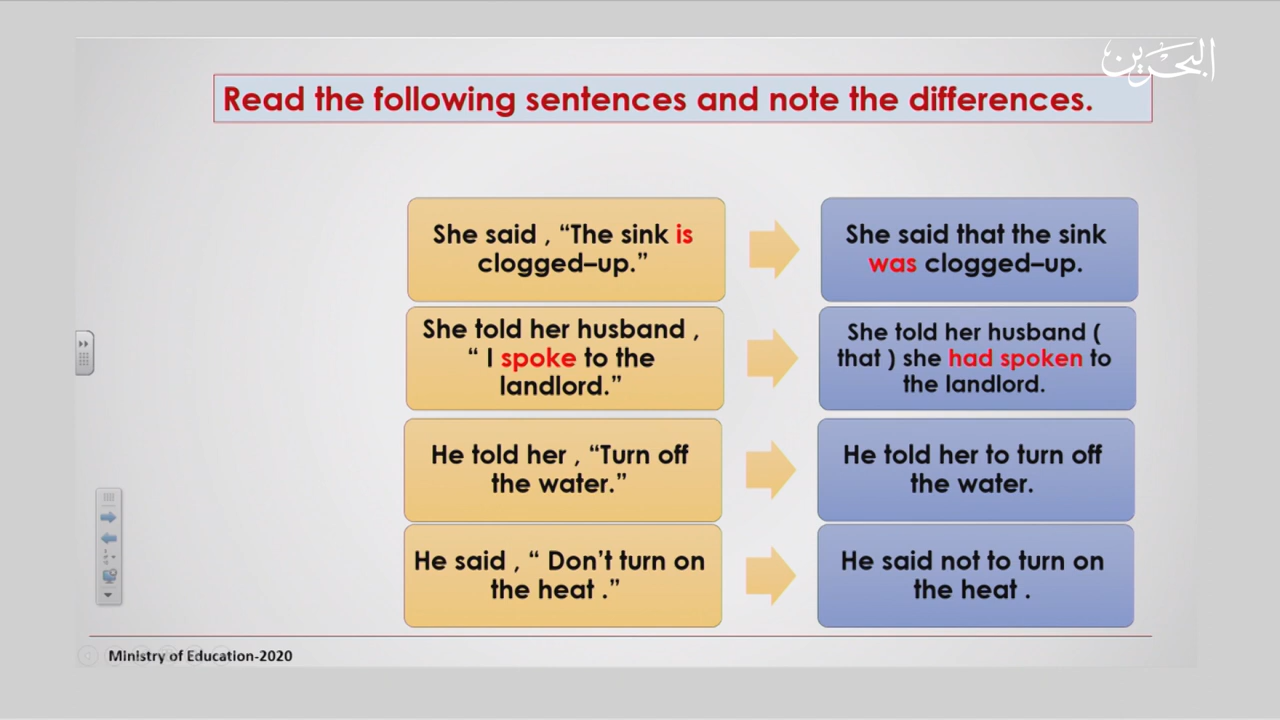 البحرين
Read the following sentences and note the differences.
She said , “The sink is
clogged–up.”
She said that the sink
was clogged–up.
She told her husband ,
“ I spoke to the
landlord.”
She told her husband (
that ) she had spoken to
the landlord.
He told her , “Turn off
the water.”
He told her to turn off
the water.
He said , “ Don’t turn on
the heat .”
He said not to turn on
the heat .
Ministry of Education-2020